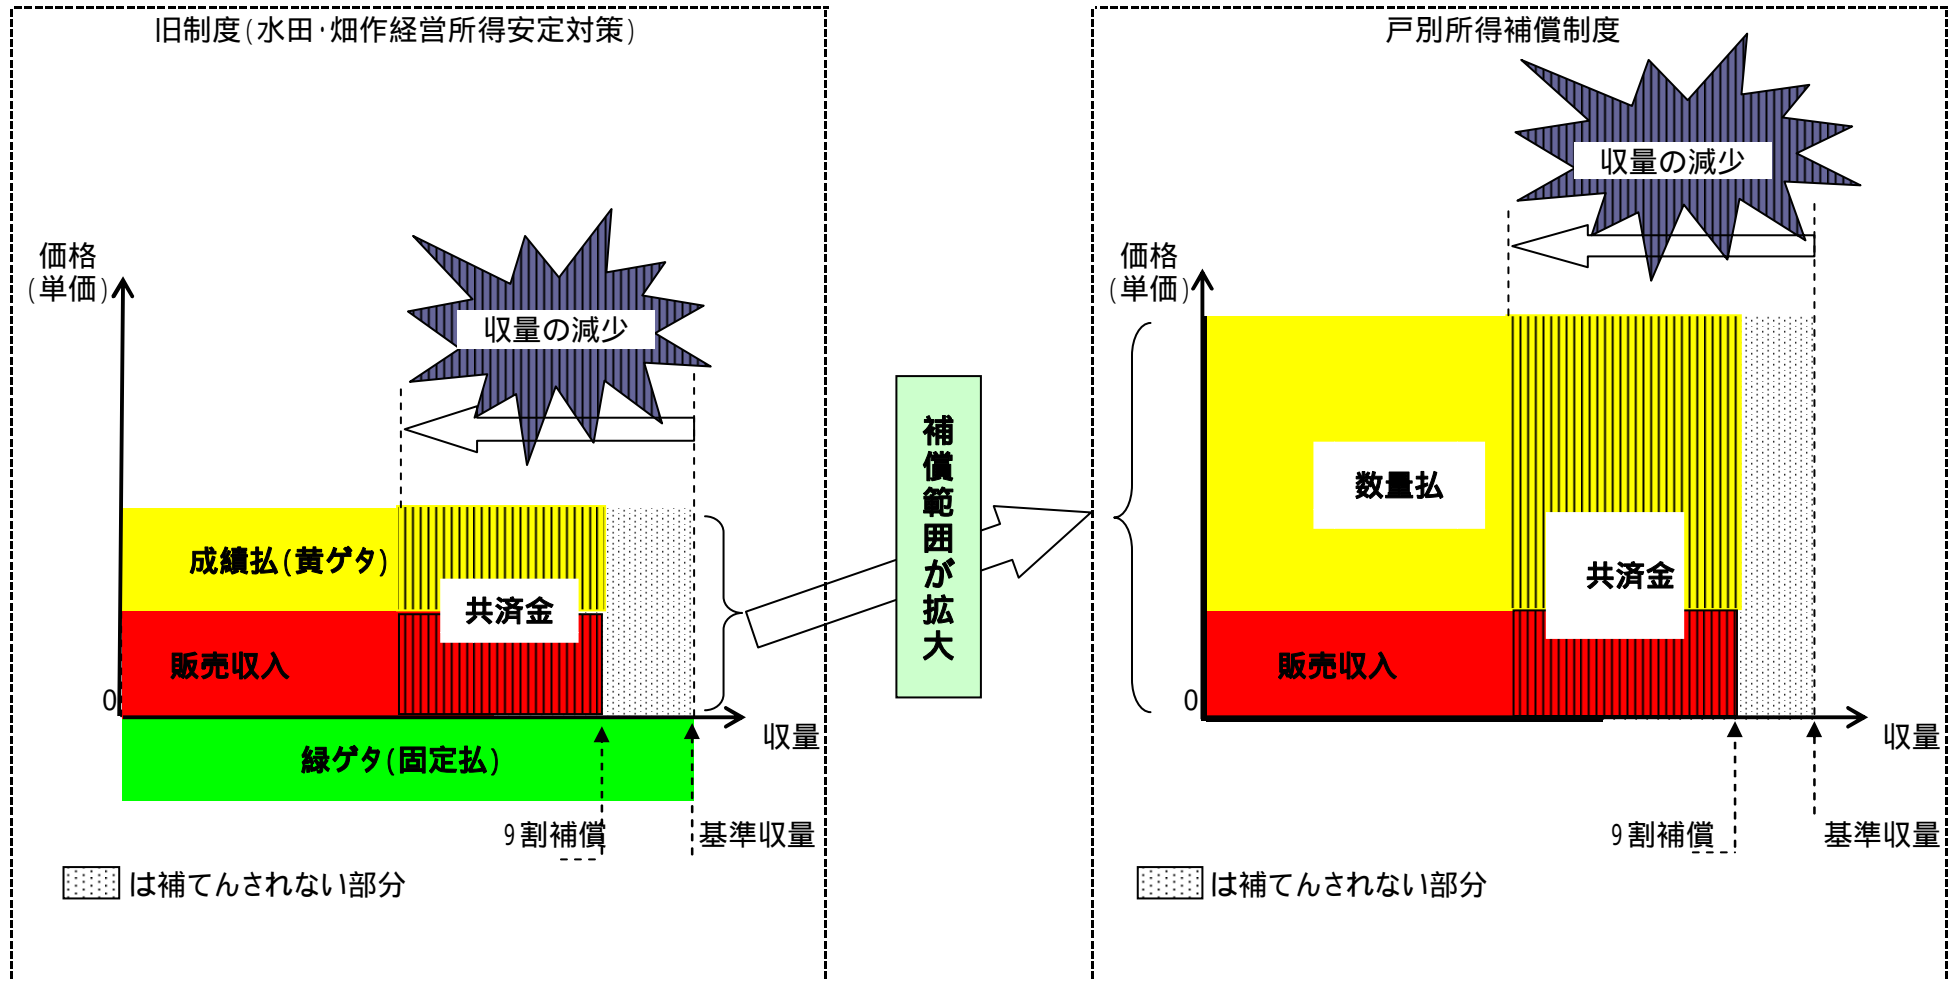 旧制度(水田・畑作経営所得安定対策)
収量の減少
価格
(単価)
成績払(黄ゲタ)
共済金
販売収入
0
収量
緑ゲタ(固定払)
9割補償
基準収量
は補てんされない部分
補償範囲が拡大
戸別所得補償制度
収量の減少
価格
(単価)
数量払
共済金
販売収入
0
収量
9割補償
基準収量
は補てんされない部分